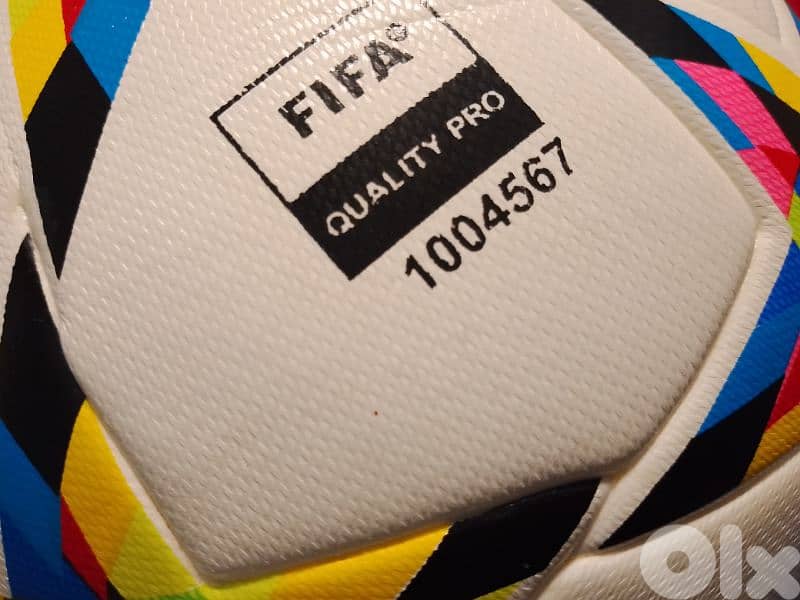 FIFA®
QUALITY PRO
1004567
Olx